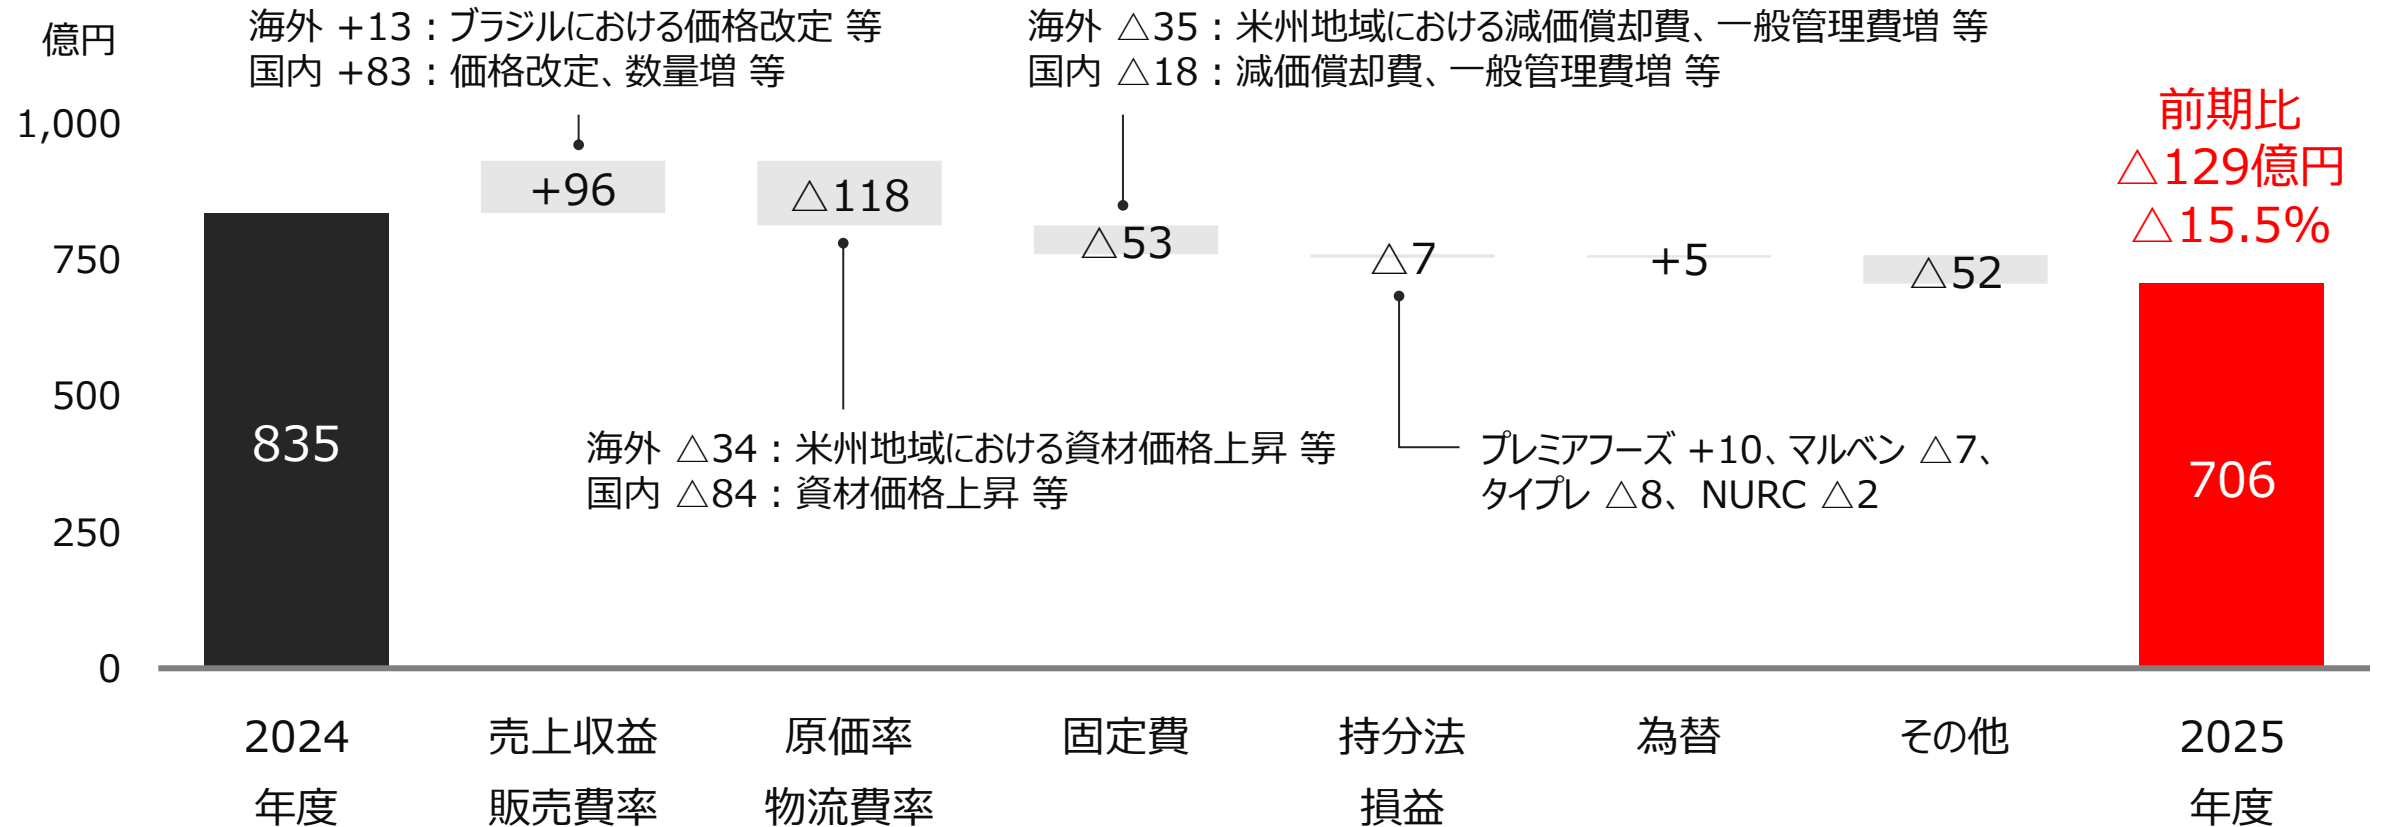 億円
海外 +13：ブラジルにおける価格改定 等
国内 +83：価格改定、数量増 等
海外 △35：米州地域における減価償却費、一般管理費増 等
国内 △18：減価償却費、一般管理費増 等
前期比
△129億円
△15.5%
1,000
750
500
250
0
835
+96
△118
△53
△7
+5
△52
706
海外 △34：米州地域における資材価格上昇 等
国内 △84：資材価格上昇 等
プレミアフーズ +10、マルベン △7、
タイプレ △8、NURC △2
2024
年度
売上収益
販売費率
原価率
物流費率
固定費
持分法
損益
為替
その他
2025
年度